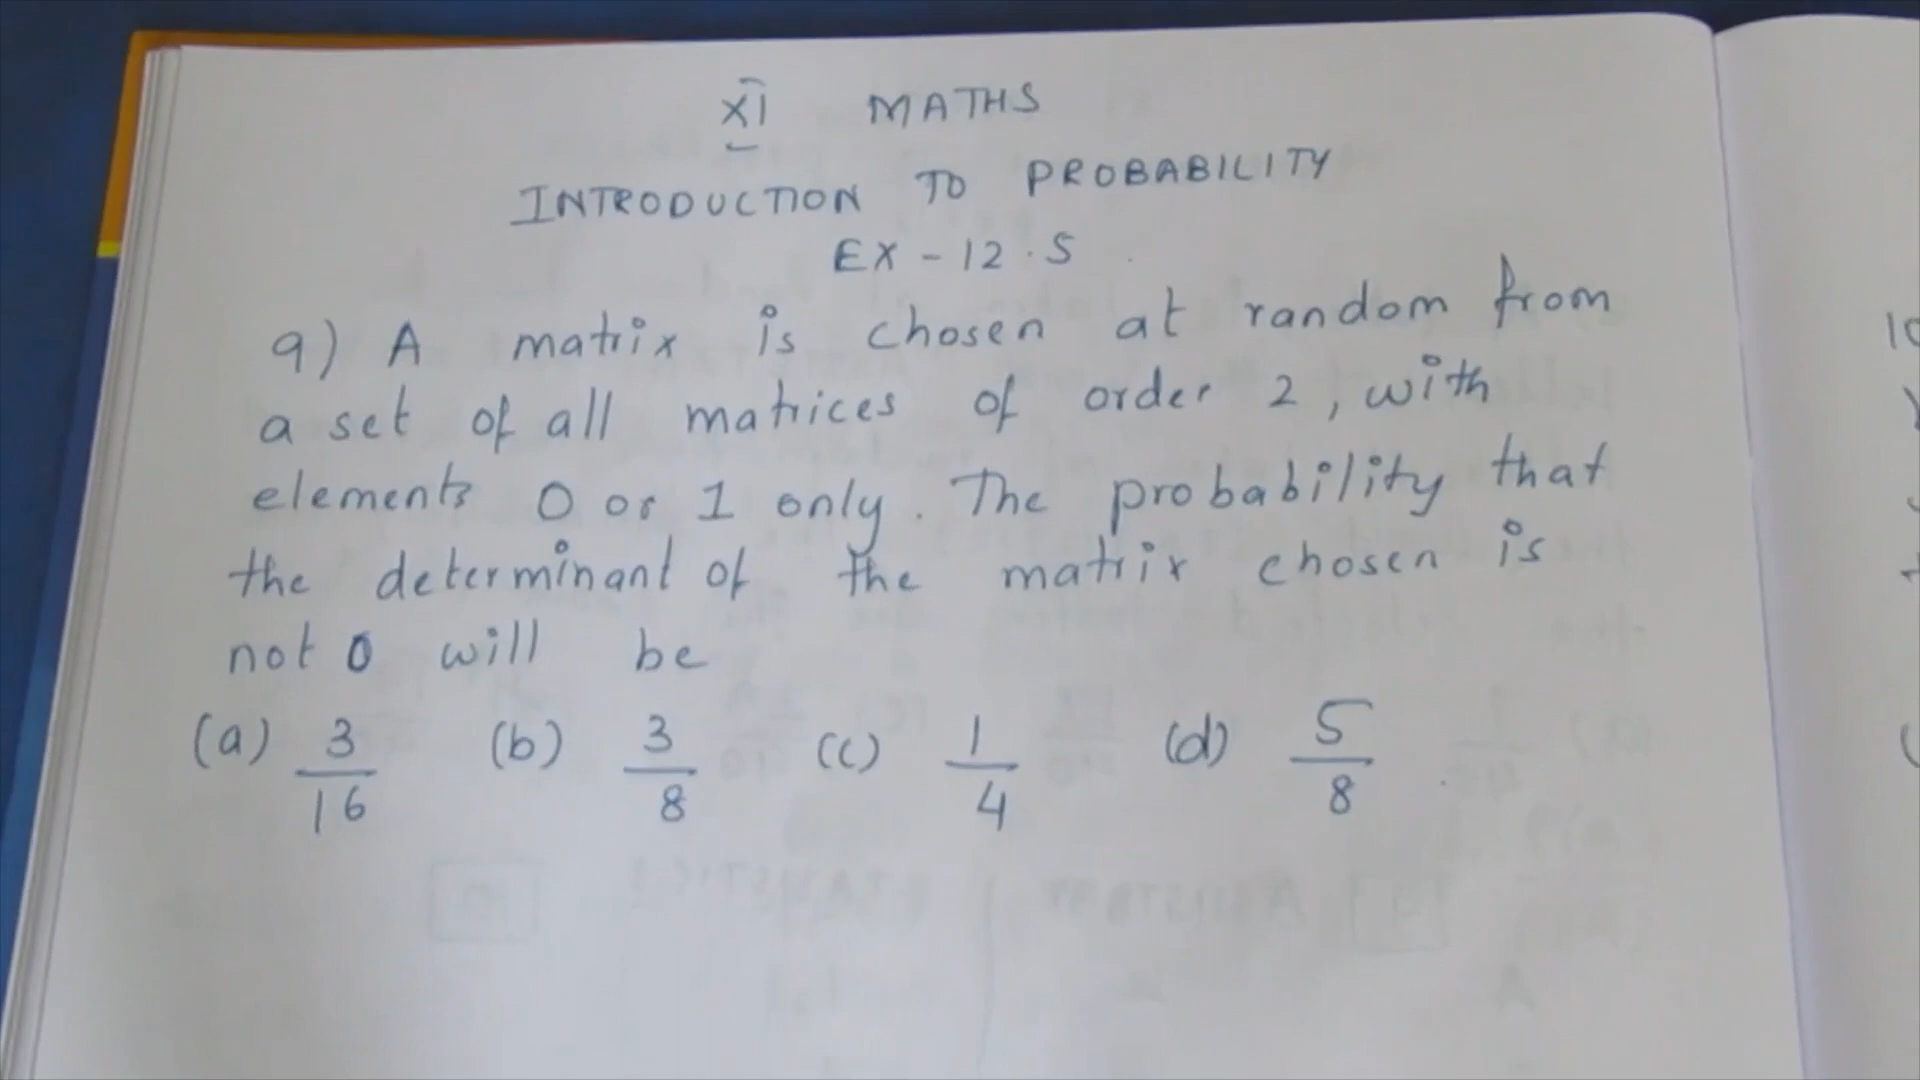 XI MATHS
INTRODUCTION TO PROBABILITY
EX - 12.5
9) A matrix is chosen at random from
a set of all matrices of order 2, with
elements 0 or 1 only. The probability that
the determinant of the matrix chosen is
not 0 will be
(a) 3/16 (b) 3/8 (c) 1/4 (d) 5/8